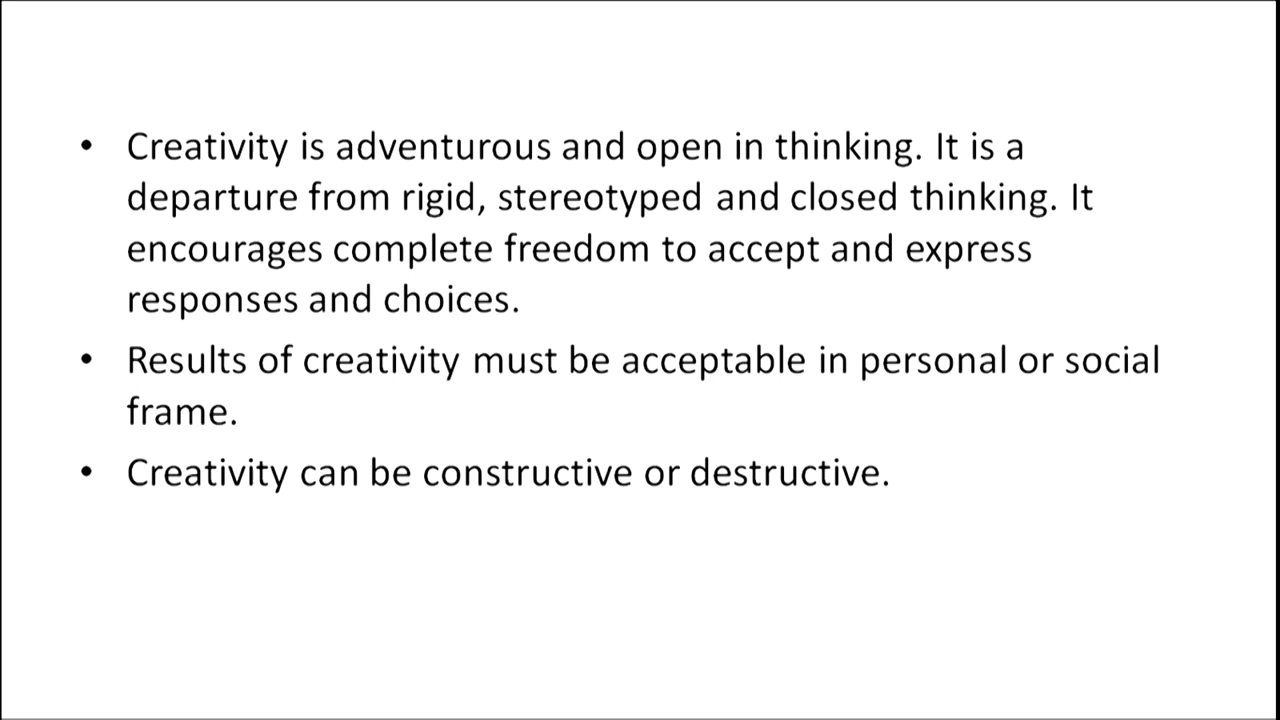 • Creativity is adventurous and open in thinking. It is a
departure from rigid, stereotyped and closed thinking. It
encourages complete freedom to accept and express
responses and choices.
• Results of creativity must be acceptable in personal or social
frame.
• Creativity can be constructive or destructive.